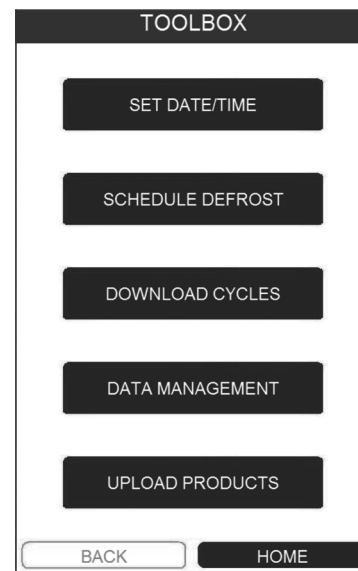 TOOLBOX
SET DATE/TIME
SCHEDULE DEFROST
DOWNLOAD CYCLES
DATA MANAGEMENT
UPLOAD PRODUCTS
BACK HOME